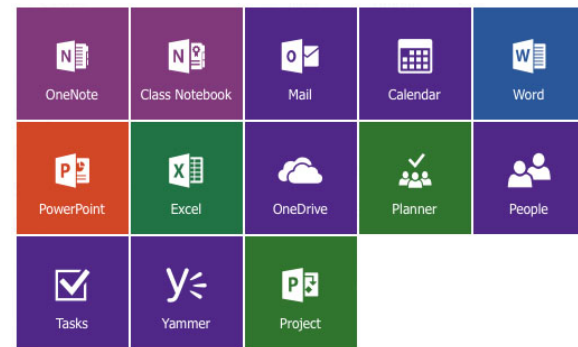 OneNote
Class Notebook
Mail
Calendar
Word
PowerPoint
Excel
OneDrive
Planner
People
Tasks
Yammer
Project